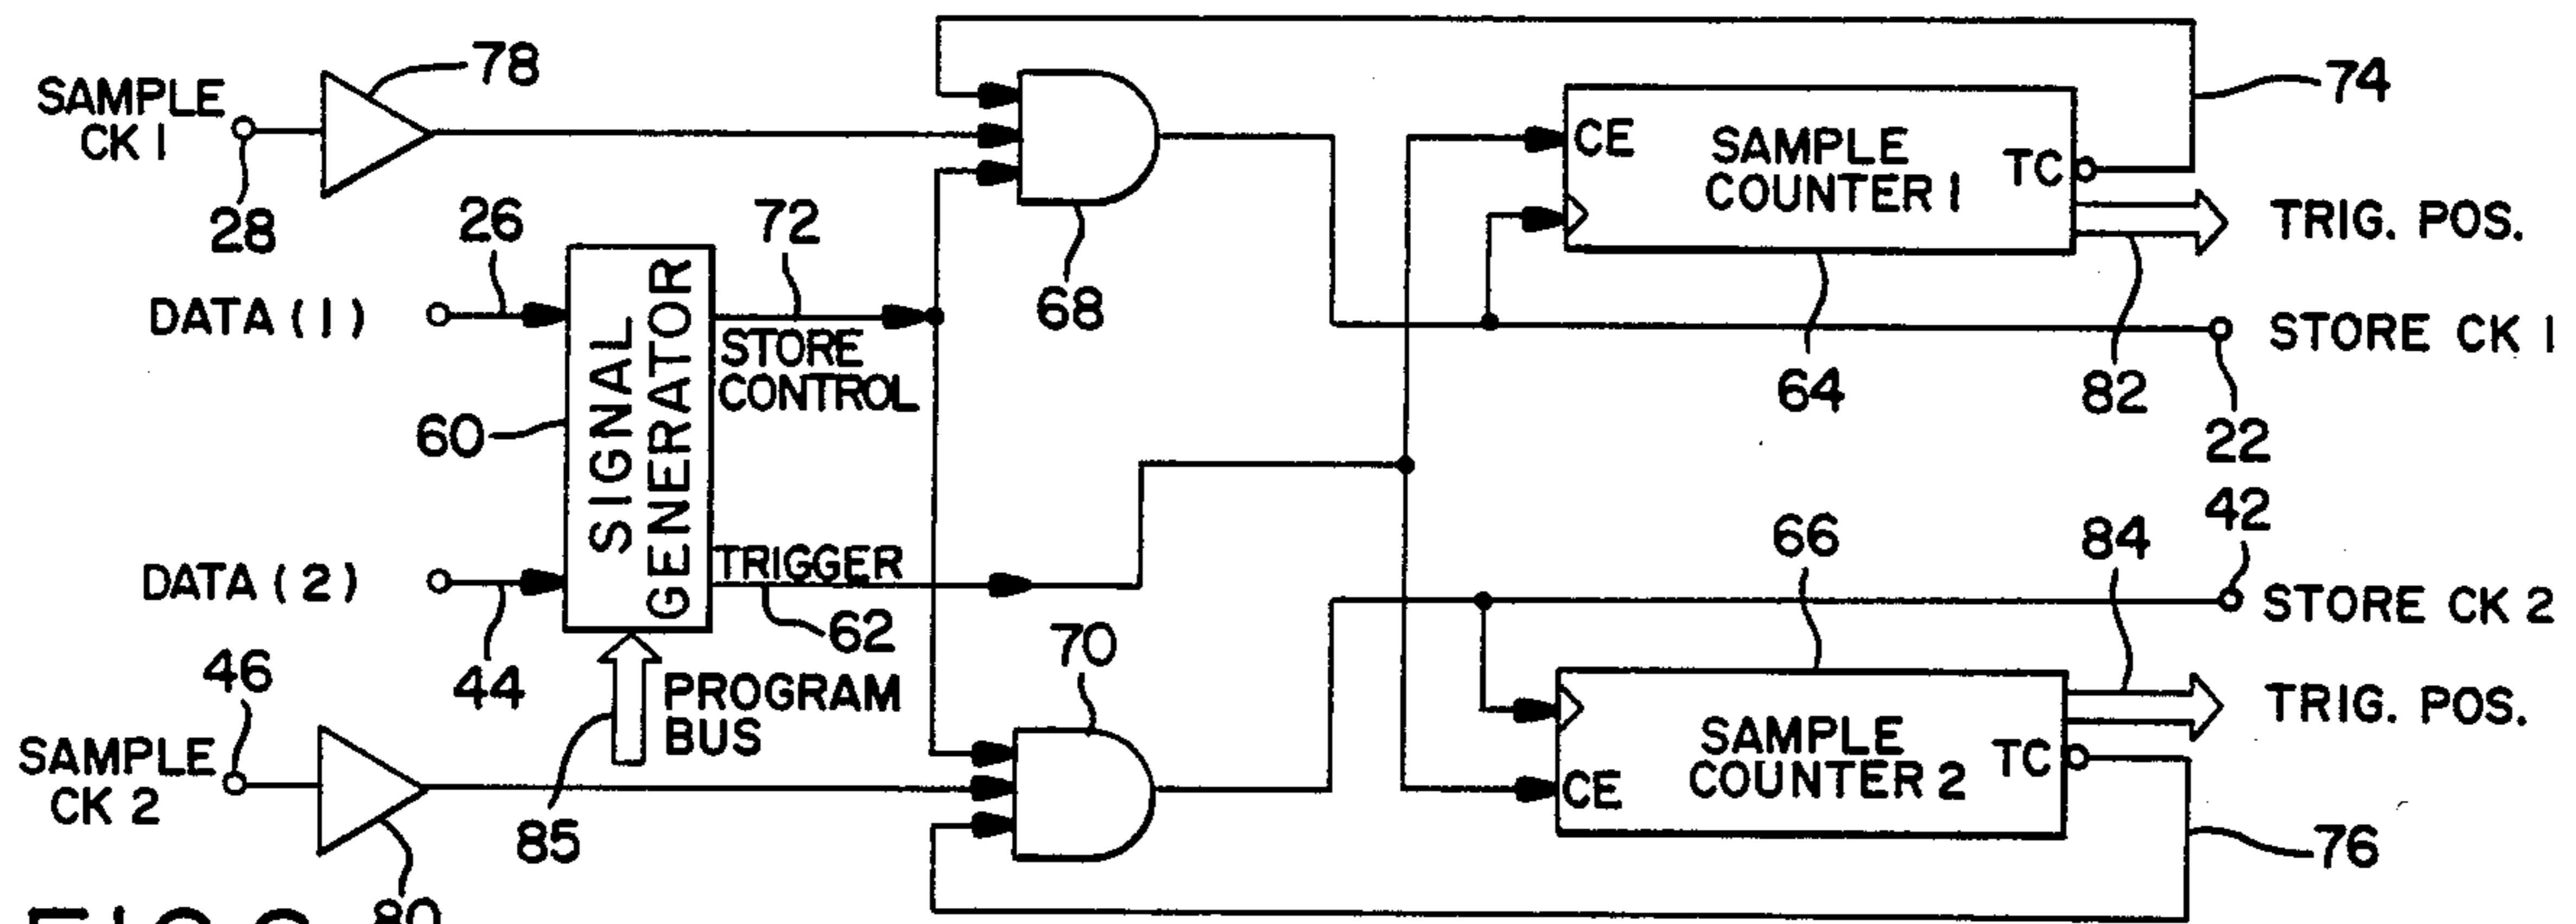 78
74
SAMPLE
CK 1
CE
SAMPLE
COUNTER 1
TC
28
26
72
TRIG. POS.
DATA (1)
68
STORE CK 1
STORE
CONTROL
64
82
22
60
SIGNAL
GENERATOR
42
66
84
DATA (2)
TRIGGER
STORE CK 2
62
70
46
44
PROGRAM
BUS
TRIG. POS.
SAMPLE
CK 2
SAMPLE
COUNTER 2
TC
CE
85
76
80